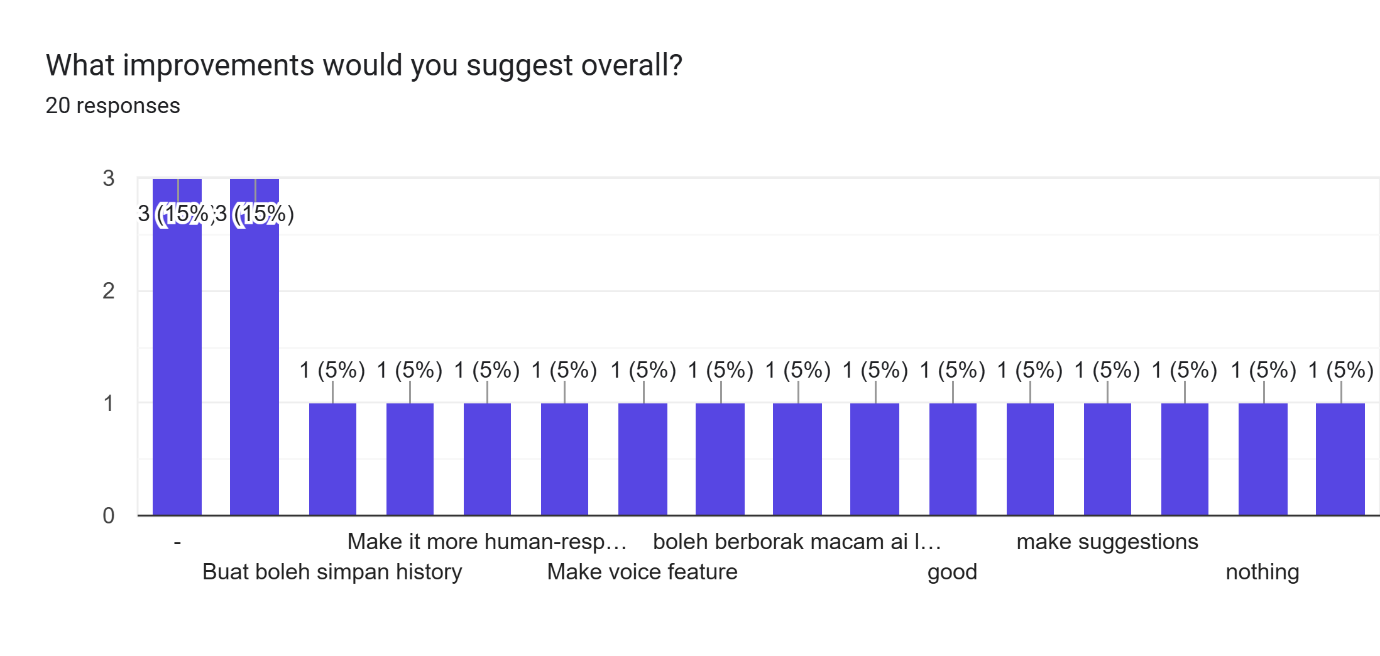 What improvements would you suggest overall?
20 responses
3
2
1
0
3 (15%)
3 (15%)
1 (5%)
1 (5%)
1 (5%)
1 (5%)
1 (5%)
1 (5%)
1 (5%)
1 (5%)
1 (5%)
1 (5%)
1 (5%)
1 (5%)
1 (5%)
1 (5%)
-
Buat boleh simpan history
Make it more human-resp…
Make voice feature
boleh berborak macam ai l…
good
make suggestions
nothing